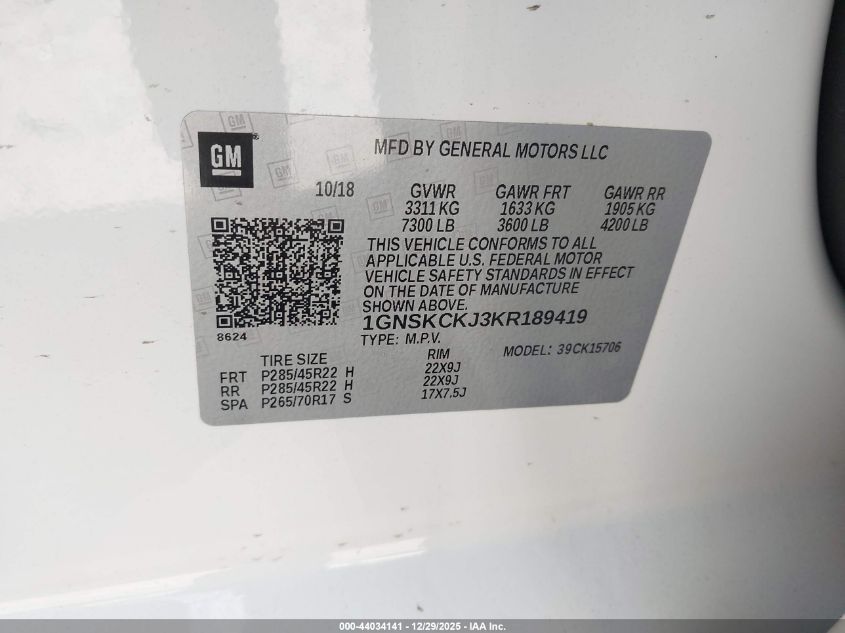 GM
MFD BY GENERAL MOTORS LLC
10/18 GVWR GAWR FRT GAWR RR
3311 KG 1633 KG 1905 KG
7300 LB 3600 LB 4200 LB
THIS VEHICLE CONFORMS TO ALL
APPLICABLE U.S. FEDERAL MOTOR
VEHICLE SAFETY STANDARDS IN EFFECT
ON THE DATE OF MANUFACTURE
SHOWN ABOVE.
1GNSKCKJ3KR189419
8624
TYPE: M.P.V. MODEL: 39CK15706
TIRE SIZE RIM
FRT P285/45R22 H 22X9J
RR P285/45R22 H 22X9J
SPA P265/70R17 S 17X7.5J
000-44034141 - 12/29/2025 - IAA Inc.